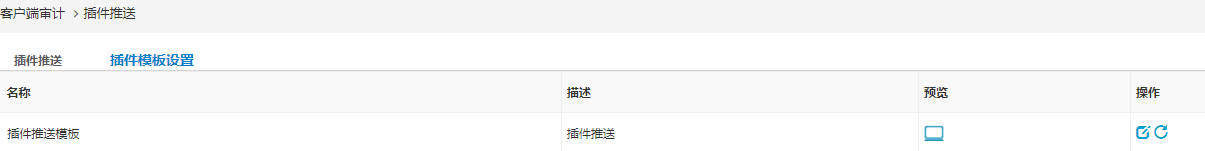 客户端审计 > 插件推送
插件推送 插件模板设置
名称 描述 预览 操作
插件推送模板 插件推送